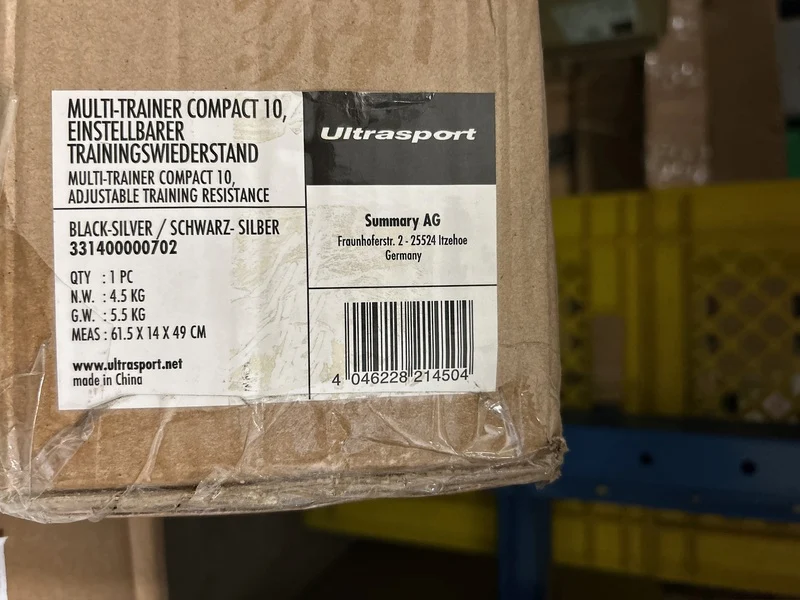 MULTI-TRAINER COMPACT 10,
EINSTELLBARER
TRAININGSWIEDERSTAND
MULTI-TRAINER COMPACT 10,
ADJUSTABLE TRAINING RESISTANCE
BLACK-SILVER / SCHWARZ- SILBER
331400000702
QTY : 1 PC
N.W. : 4.5 KG
G.W. : 5.5 KG
MEAS : 61.5 X 14 X 49 CM
www.ultrasport.net
made in China
Ultrasport
Summary AG
Fraunhoferstr. 2 - 25524 Itzehoe
Germany
4 046228 214504